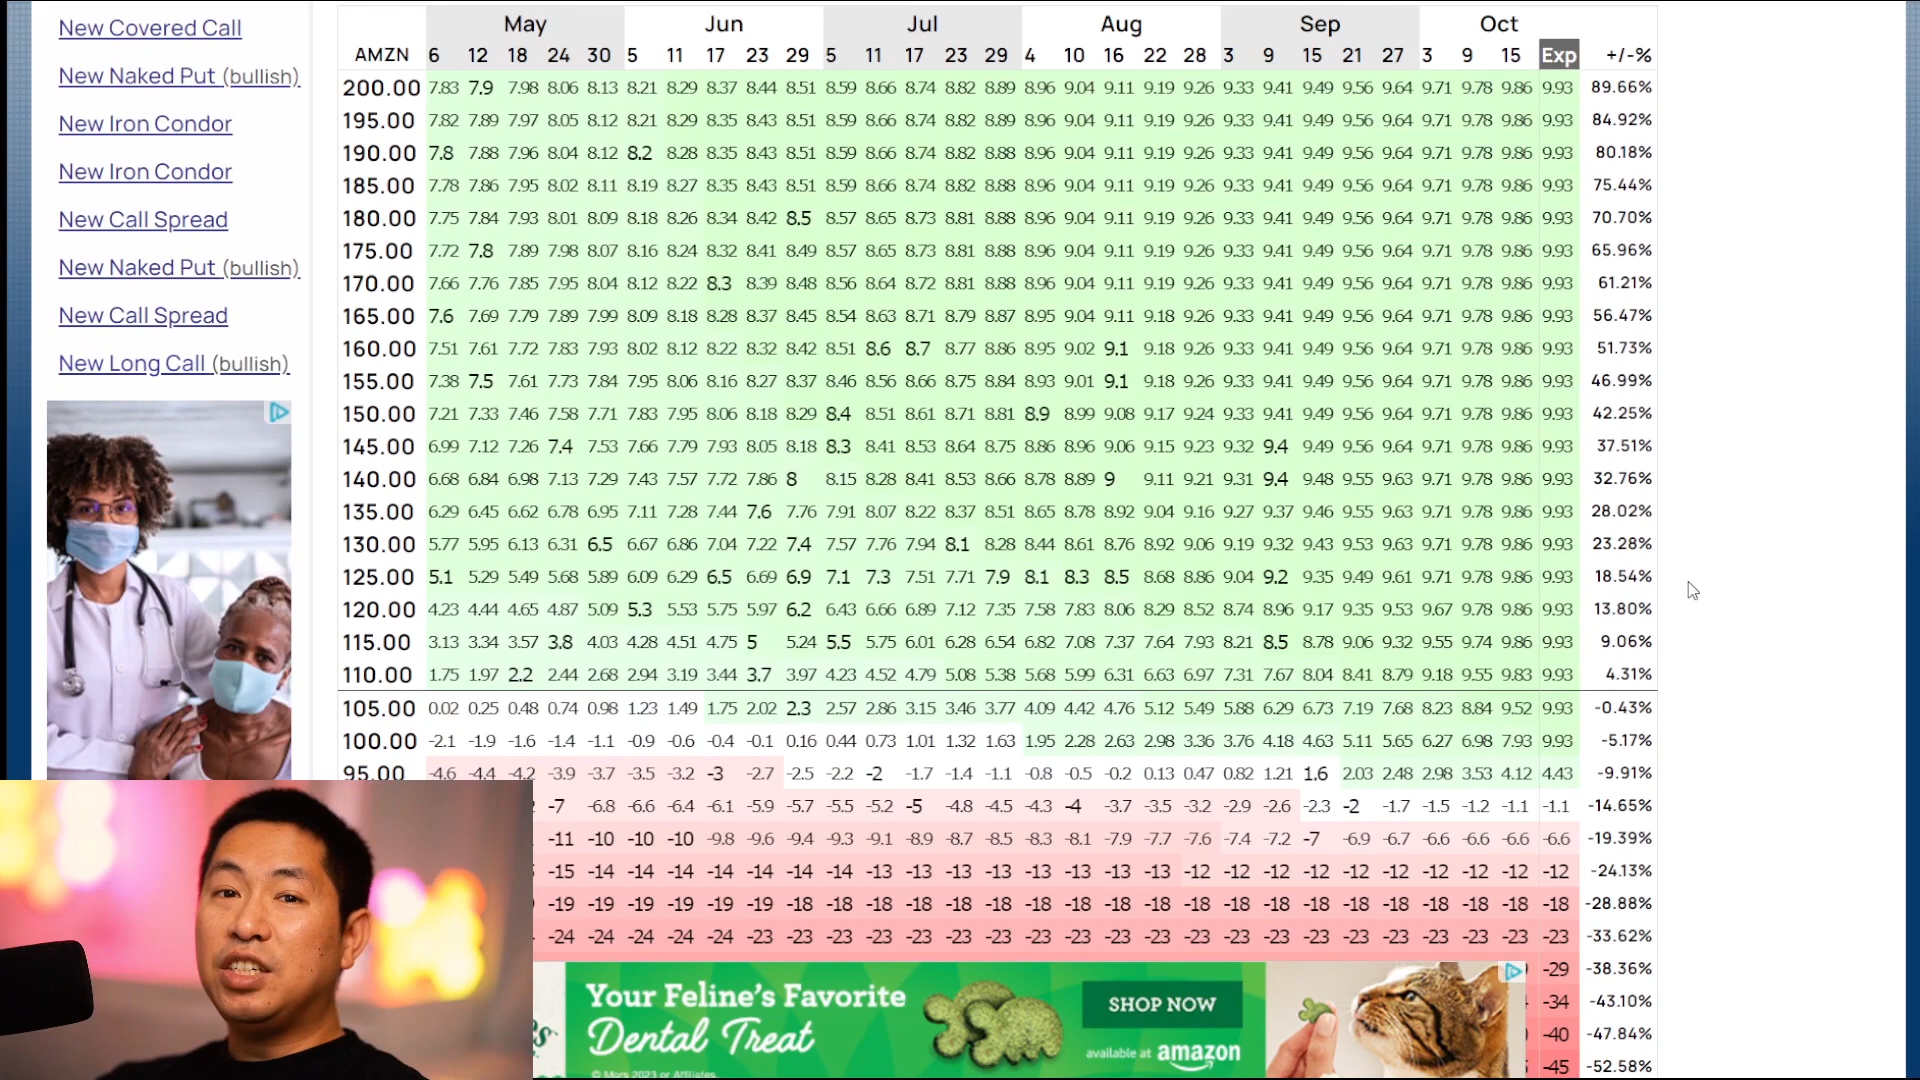 New Covered Call
New Naked Put (bullish)
New Iron Condor
New Iron Condor
New Call Spread
New Naked Put (bullish)
New Call Spread
New Long Call (bullish)
May Jun Jul Aug Sep Oct
AMZN 6 12 18 24 30 5 11 17 23 29 5 11 17 23 29 4 10 16 22 28 3 9 15 21 27 3 9 15 Exp +/-%
200.00 7.83 7.9 7.98 8.06 8.13 8.21 8.29 8.37 8.44 8.51 8.59 8.66 8.74 8.82 8.89 8.96 9.04 9.11 9.19 9.26 9.33 9.41 9.49 9.56 9.64 9.71 9.78 9.86 9.93 89.66%
195.00 7.82 7.89 7.97 8.05 8.12 8.21 8.29 8.35 8.43 8.51 8.59 8.66 8.74 8.82 8.89 8.96 9.04 9.11 9.19 9.26 9.33 9.41 9.49 9.56 9.64 9.71 9.78 9.86 9.93 84.92%
190.00 7.8 7.88 7.96 8.04 8.12 8.2 8.28 8.35 8.43 8.51 8.59 8.66 8.74 8.82 8.88 8.96 9.04 9.11 9.19 9.26 9.33 9.41 9.49 9.56 9.64 9.71 9.78 9.86 9.93 80.18%
185.00 7.78 7.86 7.95 8.02 8.11 8.19 8.27 8.35 8.43 8.51 8.59 8.66 8.74 8.82 8.88 8.96 9.04 9.11 9.19 9.26 9.33 9.41 9.49 9.56 9.64 9.71 9.78 9.86 9.93 75.44%
180.00 7.75 7.84 7.93 8.01 8.09 8.18 8.26 8.34 8.42 8.5 8.57 8.65 8.73 8.81 8.88 8.96 9.04 9.11 9.19 9.26 9.33 9.41 9.49 9.56 9.64 9.71 9.78 9.86 9.93 70.70%
175.00 7.72 7.8 7.89 7.98 8.07 8.16 8.24 8.32 8.41 8.49 8.57 8.65 8.73 8.81 8.88 8.96 9.04 9.11 9.19 9.26 9.33 9.41 9.49 9.56 9.64 9.71 9.78 9.86 9.93 65.96%
170.00 7.66 7.76 7.85 7.95 8.04 8.12 8.22 8.3 8.39 8.48 8.56 8.64 8.72 8.81 8.88 8.96 9.04 9.11 9.19 9.26 9.33 9.41 9.49 9.56 9.64 9.71 9.78 9.86 9.93 61.21%
165.00 7.6 7.69 7.79 7.89 7.99 8.09 8.18 8.28 8.37 8.45 8.54 8.63 8.71 8.79 8.87 8.95 9.04 9.11 9.18 9.26 9.33 9.41 9.49 9.56 9.64 9.71 9.78 9.86 9.93 56.47%
160.00 7.51 7.61 7.72 7.83 7.93 8.02 8.12 8.22 8.32 8.42 8.51 8.6 8.7 8.77 8.86 8.95 9.02 9.1 9.18 9.26 9.33 9.41 9.49 9.56 9.64 9.71 9.78 9.86 9.93 51.73%
155.00 7.38 7.5 7.61 7.73 7.84 7.95 8.06 8.16 8.27 8.37 8.46 8.56 8.66 8.75 8.84 8.93 9.01 9.1 9.18 9.26 9.33 9.41 9.49 9.56 9.64 9.71 9.78 9.86 9.93 46.99%
150.00 7.21 7.33 7.46 7.58 7.71 7.83 7.95 8.06 8.18 8.29 8.4 8.51 8.61 8.71 8.81 8.9 8.99 9.08 9.17 9.24 9.33 9.41 9.49 9.56 9.64 9.71 9.78 9.86 9.93 42.25%
145.00 6.99 7.12 7.26 7.4 7.53 7.66 7.79 7.93 8.05 8.18 8.3 8.41 8.53 8.64 8.75 8.86 8.96 9.06 9.15 9.23 9.32 9.4 9.49 9.56 9.64 9.71 9.78 9.86 9.93 37.51%
140.00 6.68 6.84 6.98 7.13 7.29 7.43 7.57 7.72 7.86 8 8.15 8.28 8.41 8.53 8.66 8.78 8.89 9 9.11 9.21 9.31 9.4 9.48 9.55 9.63 9.71 9.78 9.86 9.93 32.76%
135.00 6.29 6.45 6.62 6.78 6.95 7.11 7.28 7.44 7.6 7.76 7.91 8.07 8.22 8.37 8.51 8.65 8.78 8.92 9.04 9.16 9.27 9.37 9.46 9.55 9.63 9.71 9.78 9.86 9.93 28.02%
130.00 5.77 5.95 6.13 6.31 6.5 6.67 6.86 7.04 7.22 7.4 7.57 7.76 7.94 8.1 8.28 8.44 8.61 8.76 8.92 9.06 9.19 9.32 9.43 9.53 9.63 9.71 9.78 9.86 9.93 23.28%
125.00 5.1 5.29 5.49 5.68 5.89 6.09 6.29 6.5 6.69 6.9 7.1 7.3 7.51 7.71 7.9 8.1 8.3 8.5 8.68 8.86 9.04 9.2 9.35 9.49 9.61 9.71 9.78 9.86 9.93 18.54%
120.00 4.23 4.44 4.65 4.87 5.09 5.3 5.53 5.75 5.97 6.2 6.43 6.66 6.89 7.12 7.35 7.58 7.83 8.06 8.29 8.52 8.74 8.96 9.17 9.35 9.53 9.67 9.78 9.86 9.93 13.80%
115.00 3.13 3.34 3.57 3.8 4.03 4.28 4.51 4.75 5 5.24 5.5 5.75 6.01 6.28 6.54 6.82 7.08 7.37 7.64 7.93 8.21 8.5 8.78 9.06 9.32 9.55 9.74 9.86 9.93 9.06%
110.00 1.75 1.97 2.2 2.44 2.68 2.94 3.19 3.44 3.7 3.97 4.23 4.52 4.79 5.08 5.38 5.68 5.99 6.31 6.63 6.97 7.31 7.67 8.04 8.41 8.79 9.18 9.55 9.83 9.93 4.31%
105.00 0.02 0.25 0.48 0.74 0.98 1.23 1.49 1.75 2.02 2.3 2.57 2.86 3.15 3.46 3.77 4.09 4.42 4.76 5.12 5.49 5.88 6.29 6.73 7.19 7.68 8.23 8.84 9.52 9.93 -0.43%
100.00 -2.1 -1.9 -1.6 -1.4 -1.1 -0.9 -0.6 -0.4 -0.1 0.16 0.44 0.73 1.01 1.32 1.63 1.95 2.28 2.63 2.98 3.36 3.76 4.18 4.63 5.11 5.65 6.27 6.98 7.93 9.93 -5.17%
95.00 -4.6 -4.4 -4.2 -3.9 -3.7 -3.5 -3.2 -3 -2.7 -2.5 -2.2 -2 -1.7 -1.4 -1.1 -0.8 -0.5 -0.2 0.13 0.47 0.82 1.21 1.6 2.03 2.48 2.98 3.53 4.12 4.43 -9.91%
-7 -6.8 -6.6 -6.4 -6.1 -5.9 -5.7 -5.5 -5.2 -5 -4.8 -4.5 -4.3 -4 -3.7 -3.5 -3.2 -2.9 -2.6 -2.3 -2 -1.7 -1.5 -1.2 -1.1 -1.1 -14.65%
-11 -10 -10 -10 -9.8 -9.6 -9.4 -9.3 -9.1 -8.9 -8.7 -8.5 -8.3 -8.1 -7.9 -7.7 -7.6 -7.4 -7.2 -7 -6.9 -6.7 -6.6 -6.6 -6.6 -6.6 -19.39%
-15 -14 -14 -14 -14 -14 -14 -14 -13 -13 -13 -13 -13 -13 -13 -13 -12 -12 -12 -12 -12 -12 -12 -12 -12 -12 -24.13%
-19 -19 -19 -19 -19 -19 -18 -18 -18 -18 -18 -18 -18 -18 -18 -18 -18 -18 -18 -18 -18 -18 -18 -18 -18 -18 -28.88%
-24 -24 -24 -24 -24 -23 -23 -23 -23 -23 -23 -23 -23 -23 -23 -23 -23 -23 -23 -23 -23 -23 -23 -23 -23 -23 -33.62%
-29 -38.36%
-34 -43.10%
-40 -47.84%
-45 -52.58%
Your Feline's Favorite
Dental Treat
SHOP NOW
available at amazon
© Mars 2023 or Affiliates.